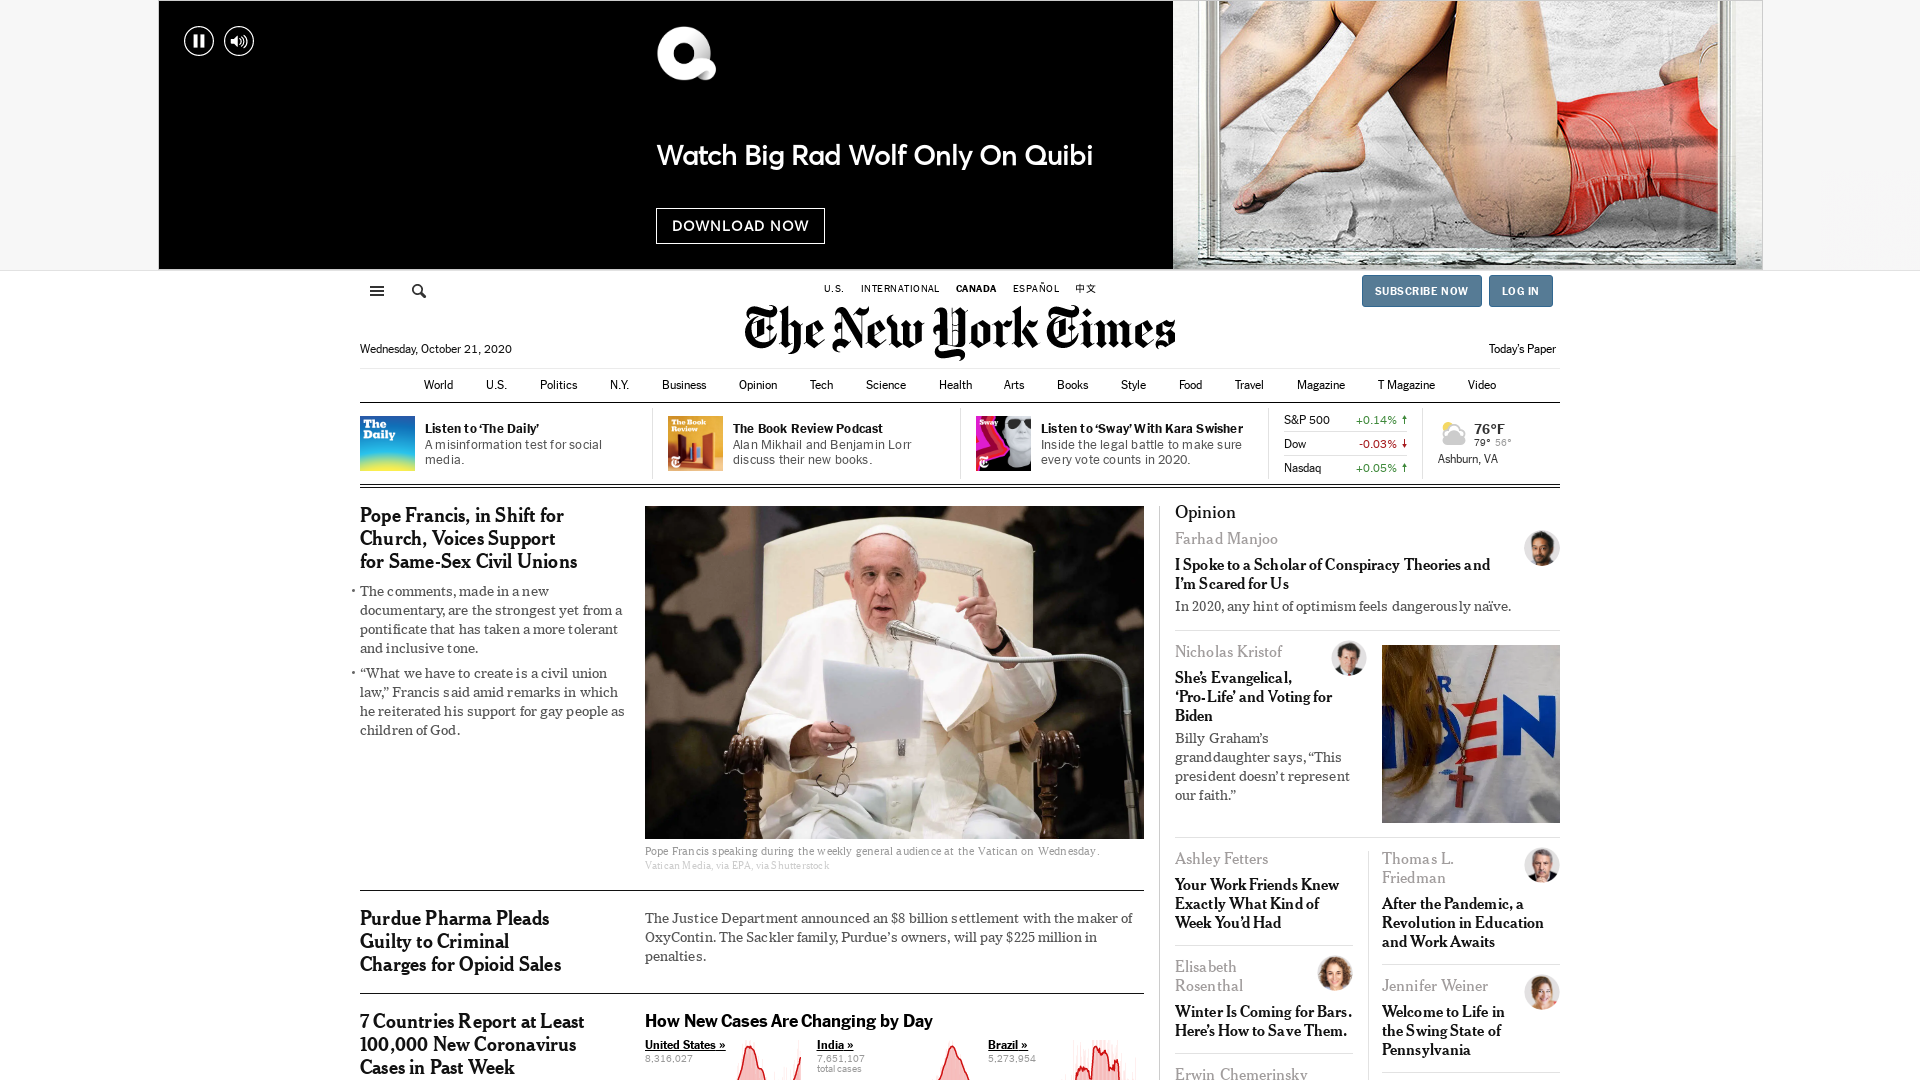 Watch Big Rad Wolf Only On Quibi
DOWNLOAD NOW
U.S. INTERNATIONAL CANADA ESPAÑOL 中文
SUBSCRIBE NOW LOG IN
The New York Times
Wednesday, October 21, 2020
Today's Paper
World U.S. Politics N.Y. Business Opinion Tech Science Health Arts Books Style Food Travel Magazine T Magazine Video
The Daily
Listen to ‘The Daily’
A misinformation test for social
media.
The Book Review
The Book Review Podcast
Alan Mikhail and Benjamin Lorr
discuss their new books.
Sway
Listen to ‘Sway’ With Kara Swisher
Inside the legal battle to make sure
every vote counts in 2020.
S&P 500 +0.14% ↑
Dow -0.03% ↓
Nasdaq +0.05% ↑
76°F
79° 56°
Ashburn, VA
Pope Francis, in Shift for
Church, Voices Support
for Same-Sex Civil Unions
• The comments, made in a new
documentary, are the strongest yet from a
pontificate that has taken a more tolerant
and inclusive tone.
• “What we have to create is a civil union
law,” Francis said amid remarks in which
he reiterated his support for gay people as
children of God.
Pope Francis speaking during the weekly general audience at the Vatican on Wednesday.
Vatican Media, via EPA, via Shutterstock
Purdue Pharma Pleads
Guilty to Criminal
Charges for Opioid Sales
The Justice Department announced an $8 billion settlement with the maker of
OxyContin. The Sackler family, Purdue’s owners, will pay $225 million in
penalties.
7 Countries Report at Least
100,000 New Coronavirus
Cases in Past Week
How New Cases Are Changing by Day
United States »
8,316,027
India »
7,651,107
total cases
Brazil »
5,273,954
Opinion
Farhad Manjoo
I Spoke to a Scholar of Conspiracy Theories and
I’m Scared for Us
In 2020, any hint of optimism feels dangerously naïve.
Nicholas Kristof
She’s Evangelical,
‘Pro-Life’ and Voting for
Biden
Billy Graham’s
granddaughter says, “This
president doesn’t represent
our faith.”
Ashley Fetters
Your Work Friends Knew
Exactly What Kind of
Week You’d Had
Elisabeth
Rosenthal
Winter Is Coming for Bars.
Here’s How to Save Them.
Erwin Chemerinsky
Thomas L.
Friedman
After the Pandemic, a
Revolution in Education
and Work Awaits
Jennifer Weiner
Welcome to Life in
the Swing State of
Pennsylvania